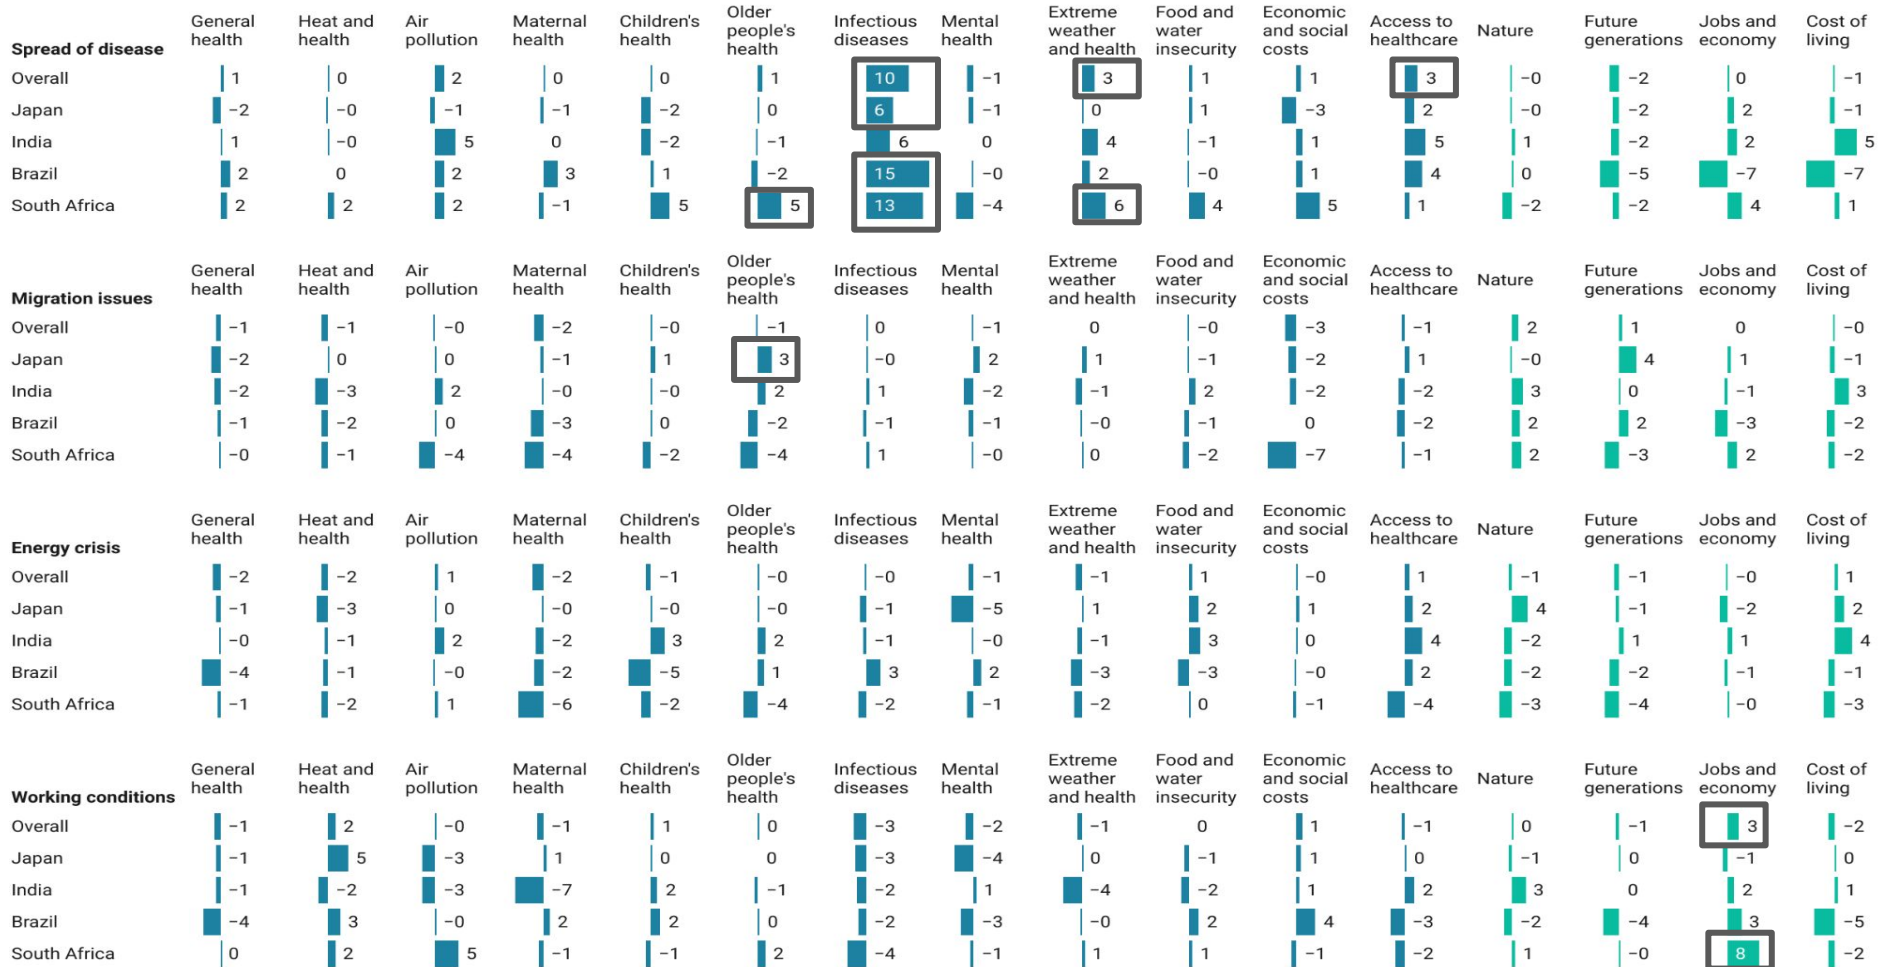 General health Heat and health Air pollution Maternal health Children's health Older people's health Infectious diseases Mental health Extreme weather and health Food and water insecurity Economic and social costs Access to healthcare Nature Future generations Jobs and economy Cost of living
Spread of disease
Overall 1 0 2 0 0 1 10 −1 3 1 1 3 −0 −2 0 −1
Japan −2 −0 −1 −1 −2 0 6 −1 0 1 −3 2 −0 −2 2 −1
India 1 −0 5 0 −2 −1 6 0 4 −1 1 5 1 −2 2 5
Brazil 2 0 2 3 1 −2 15 −0 2 −0 1 4 0 −5 −7 −7
South Africa 2 2 2 −1 5 5 13 −4 6 4 5 1 −2 −2 4 1
General health Heat and health Air pollution Maternal health Children's health Older people's health Infectious diseases Mental health Extreme weather and health Food and water insecurity Economic and social costs Access to healthcare Nature Future generations Jobs and economy Cost of living
Migration issues
Overall −1 −1 −0 −2 −0 −1 0 −1 0 −0 −3 −1 2 1 0 −0
Japan −2 0 0 −1 1 3 −0 2 1 −1 −2 1 −0 4 1 −1
India −2 −3 2 −0 −0 2 1 −2 −1 2 −2 −2 3 0 −1 3
Brazil −1 −2 0 −3 0 −2 −1 −1 −0 −1 0 −2 2 2 −3 −2
South Africa −0 −1 −4 −4 −2 −4 1 −0 0 −2 −7 −1 2 −3 2 −2
General health Heat and health Air pollution Maternal health Children's health Older people's health Infectious diseases Mental health Extreme weather and health Food and water insecurity Economic and social costs Access to healthcare Nature Future generations Jobs and economy Cost of living
Energy crisis
Overall −2 −2 1 −2 −1 −0 −0 −1 −1 1 −0 1 −1 −1 −0 1
Japan −1 −3 0 −0 −0 −0 −1 −5 1 2 1 2 4 −1 −2 2
India −0 −1 2 −2 3 2 −1 −0 −1 3 0 4 −2 1 1 4
Brazil −4 −1 −0 −2 −5 1 3 2 −3 −3 −0 2 −2 −2 −1 −1
South Africa −1 −2 1 −6 −2 −4 −2 −1 −2 0 −1 −4 −3 −4 −0 −3
General health Heat and health Air pollution Maternal health Children's health Older people's health Infectious diseases Mental health Extreme weather and health Food and water insecurity Economic and social costs Access to healthcare Nature Future generations Jobs and economy Cost of living
Working conditions
Overall −1 2 −0 −1 1 0 −3 −2 −1 0 1 −1 0 −1 3 −2
Japan −1 5 −3 1 0 0 −3 −4 0 −1 1 0 −1 0 −1 0
India −1 −2 −3 −7 2 −1 −2 1 −4 −2 1 2 3 0 2 1
Brazil −4 3 −0 2 2 0 −2 −3 −0 2 4 −3 −2 −4 3 −5
South Africa 0 2 5 −1 −1 2 −4 −1 1 1 −1 −2 1 −0 8 −2